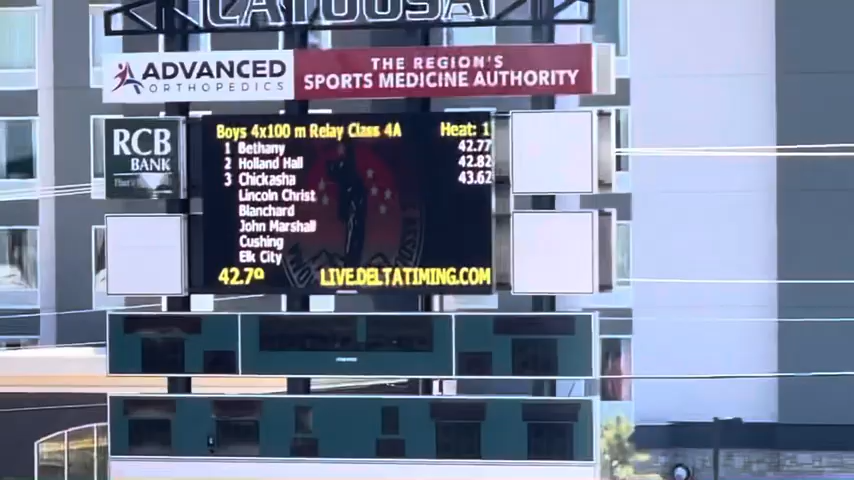 CATOOSA
ADVANCED
ORTHOPEDICS
THE REGION'S
SPORTS MEDICINE AUTHORITY
RCB
BANK
That's
Boys 4x100 m Relay Class 4A Heat: 1
1 Bethany 42.77
2 Holland Hall 42.82
3 Chickasha 43.62
Lincoln Christ
Blanchard
John Marshall
Cushing
Elk City
42.79 LIVE.DELTATIMING.COM